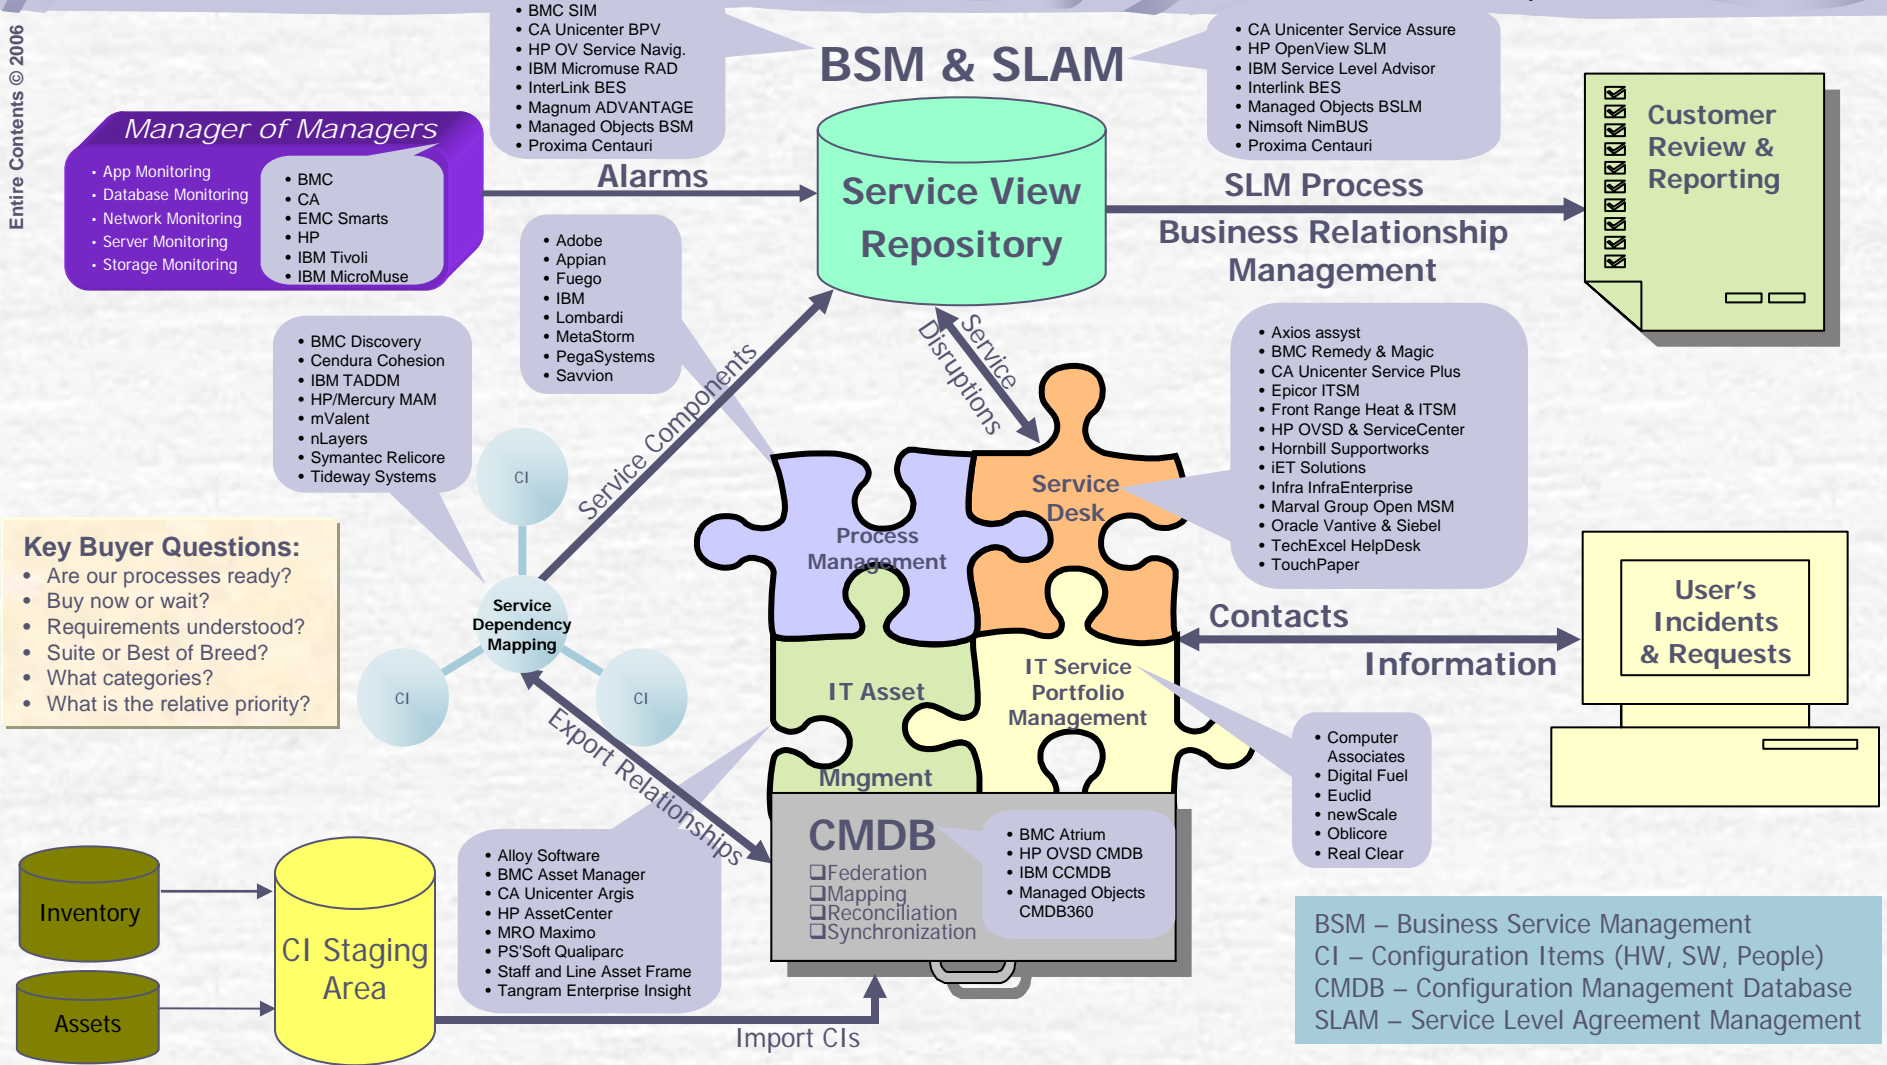 Entire Contents © 2006
• BMC SIM
• CA Unicenter BPV
• HP OV Service Navig.
• IBM Micromuse RAD
• InterLink BES
• Magnum ADVANTAGE
• Managed Objects BSM
• Proxima Centauri
BSM & SLAM
• CA Unicenter Service Assure
• HP OpenView SLM
• IBM Service Level Advisor
• Interlink BES
• Managed Objects BSLM
• Nimsoft NimBUS
• Proxima Centauri
Manager of Managers
• App Monitoring
• Database Monitoring
• Network Monitoring
• Server Monitoring
• Storage Monitoring
• BMC
• CA
• EMC Smarts
• HP
• IBM Tivoli
• IBM MicroMuse
Alarms
Service View
Repository
SLM Process
Business Relationship
Management
Customer
Review &
Reporting
• Adobe
• Appian
• Fuego
• IBM
• Lombardi
• MetaStorm
• PegaSystems
• Savvion
• BMC Discovery
• Cendura Cohesion
• IBM TADDM
• HP/Mercury MAM
• mValent
• nLayers
• Symantec Relicore
• Tideway Systems
Service Components
Service
Disruptions
• Axios assyst
• BMC Remedy & Magic
• CA Unicenter Service Plus
• Epicor ITSM
• Front Range Heat & ITSM
• HP OVSD & ServiceCenter
• Hornbill Supportworks
• iET Solutions
• Infra InfraEnterprise
• Marval Group Open MSM
• Oracle Vantive & Siebel
• TechExcel HelpDesk
• TouchPaper
CI
Service
Dependency
Mapping
CI
CI
Key Buyer Questions:
• Are our processes ready?
• Buy now or wait?
• Requirements understood?
• Suite or Best of Breed?
• What categories?
• What is the relative priority?
Process
Management
Service
Desk
IT Asset
Mngment
IT Service
Portfolio
Management
Contacts
Information
User's
Incidents
& Requests
Export Relationships
• Computer
Associates
• Digital Fuel
• Euclid
• newScale
• Oblicore
• Real Clear
Inventory
Assets
CI Staging
Area
• Alloy Software
• BMC Asset Manager
• CA Unicenter Argis
• HP AssetCenter
• MRO Maximo
• PS'Soft Qualiparc
• Staff and Line Asset Frame
• Tangram Enterprise Insight
CMDB
❑Federation
❑Mapping
❑Reconciliation
❑Synchronization
• BMC Atrium
• HP OVSD CMDB
• IBM CCMDB
• Managed Objects
CMDB360
Import CIs
BSM – Business Service Management
CI – Configuration Items (HW, SW, People)
CMDB – Configuration Management Database
SLAM – Service Level Agreement Management